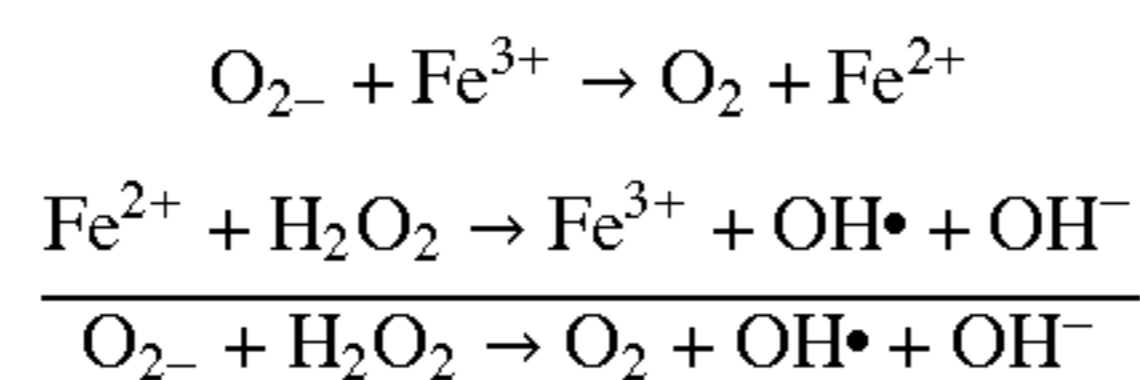 O₂₋ + Fe³⁺ → O₂ + Fe²⁺
Fe²⁺ + H₂O₂ → Fe³⁺ + OH• + OH⁻
O₂₋ + H₂O₂ → O₂ + OH• + OH⁻